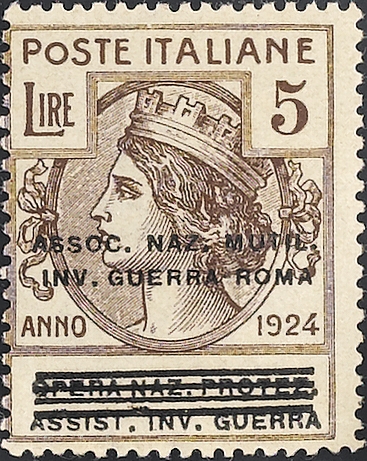 POSTE ITALIANE
LIRE 5
ASSOC. NAZ. MUTIL.
INV. GUERRA ROMA
ANNO 1924
OPERA NAZ. PROTEZ.
ASSIST. INV. GUERRA